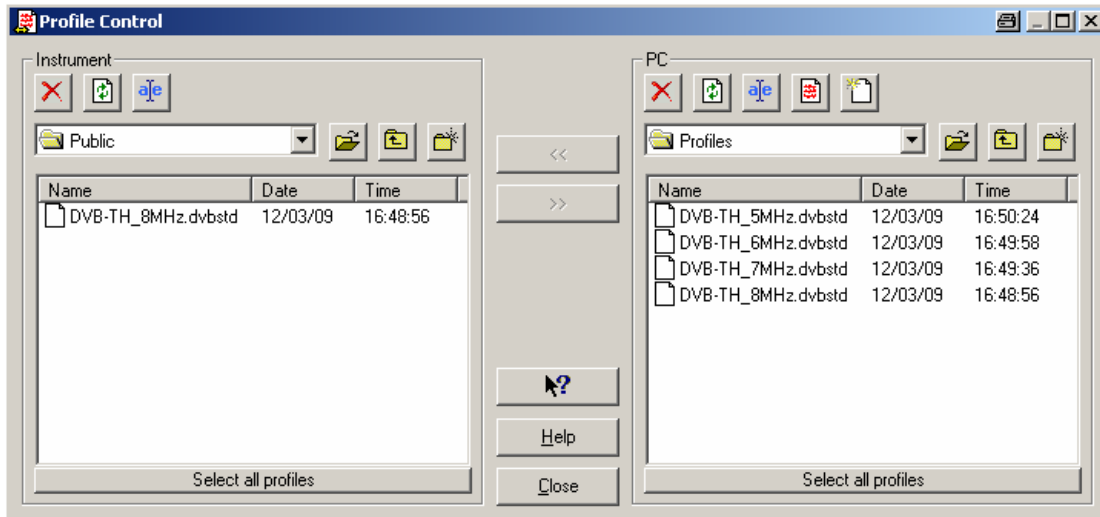 Profile Control
Instrument
a|e
Public
Name Date Time
DVB-TH_8MHz.dvbstd 12/03/09 16:48:56
Select all profiles
<<
>>
?
Help
Close
PC
a|e
Profiles
Name Date Time
DVB-TH_5MHz.dvbstd 12/03/09 16:50:24
DVB-TH_6MHz.dvbstd 12/03/09 16:49:58
DVB-TH_7MHz.dvbstd 12/03/09 16:49:36
DVB-TH_8MHz.dvbstd 12/03/09 16:48:56
Select all profiles